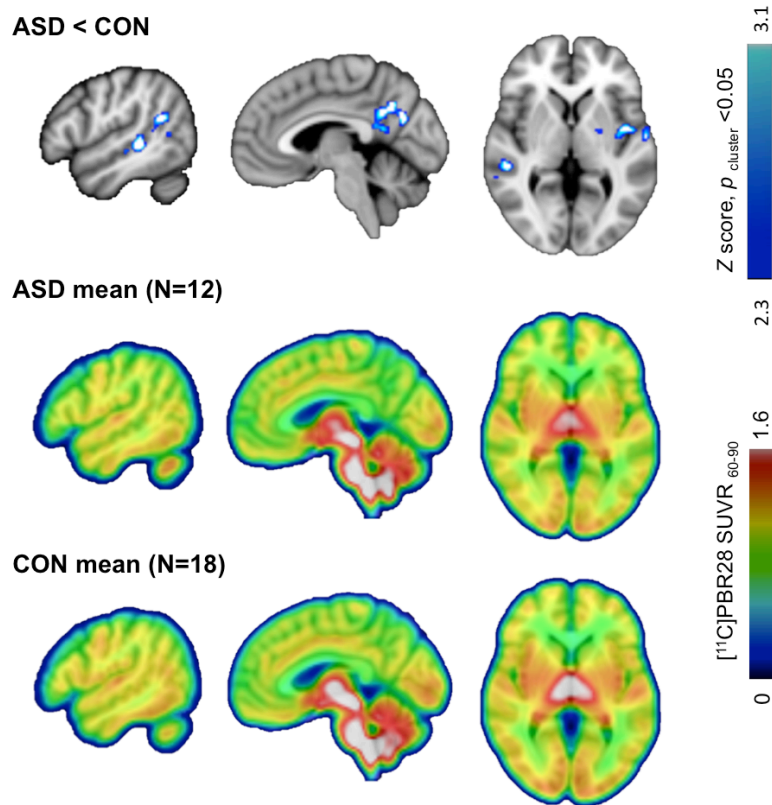 ASD < CON
3.1
Z score, p cluster <0.05
2.3
ASD mean (N=12)
1.6
[¹¹C]PBR28 SUVR 60-90
0
CON mean (N=18)